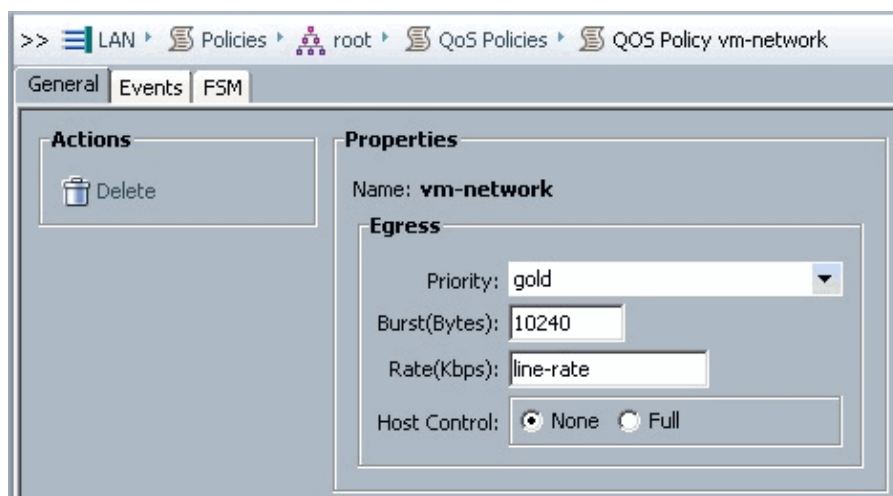 >> LAN Policies root QoS Policies QOS Policy vm-network
General Events FSM
Actions
Delete
Properties
Name: vm-network
Egress
Priority: gold
Burst(Bytes): 10240
Rate(Kbps): line-rate
Host Control: None Full